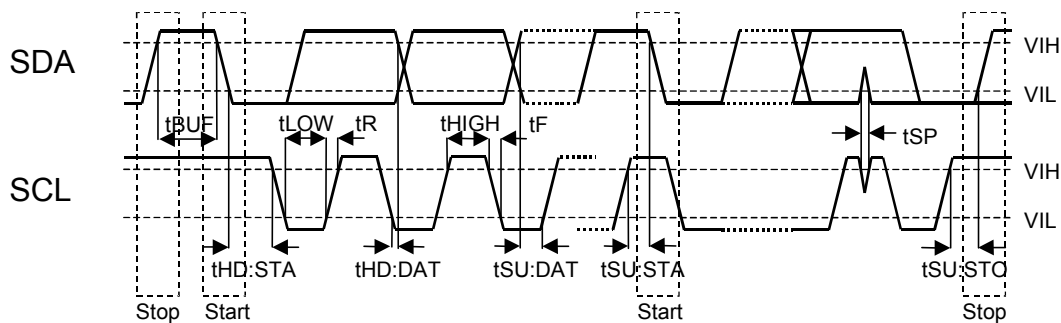 SDA
VIH
VIL
tBUF
tLOW
tR
tHIGH
tF
tSP
SCL
VIH
VIL
tHD:STA
tHD:DAT
tSU:DAT
tSU:STA
tSU:STO
Stop
Start
Start
Stop